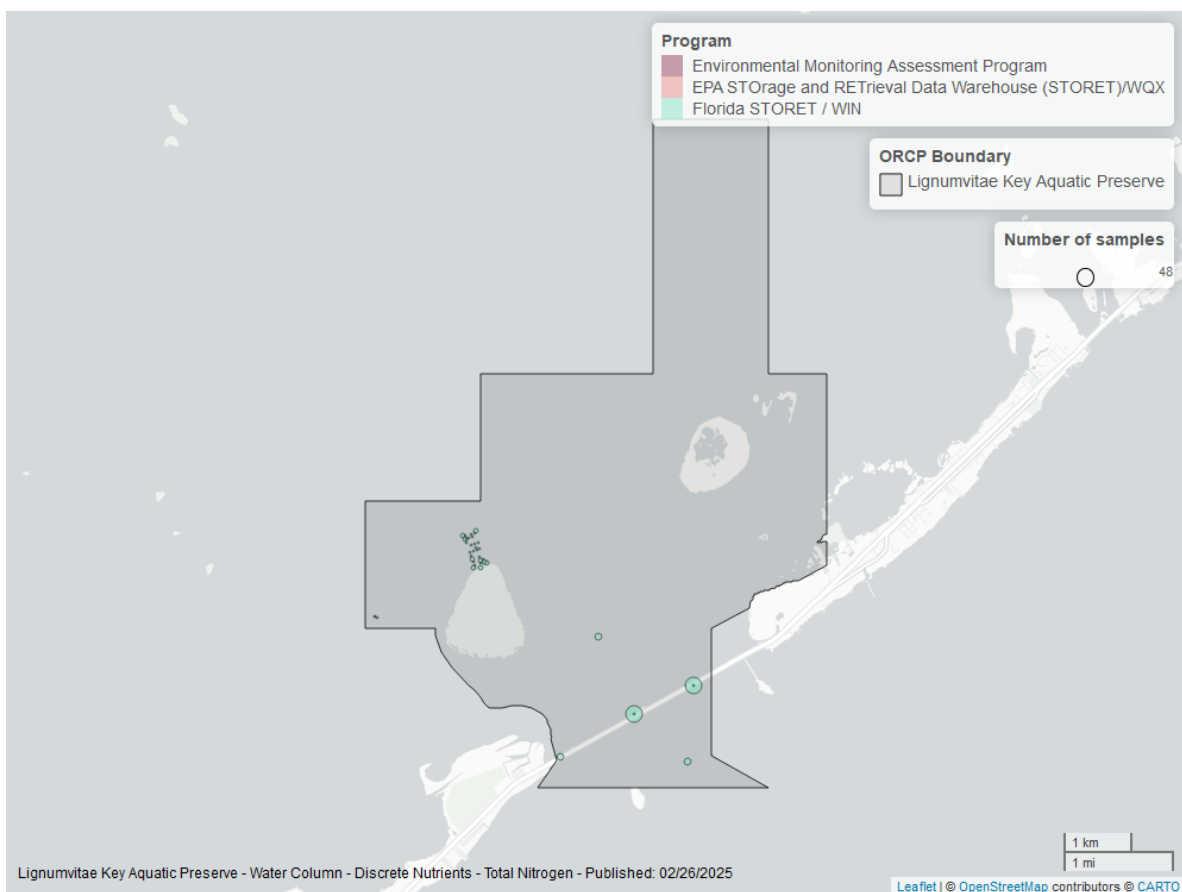 Program
Environmental Monitoring Assessment Program
EPA STOrage and RETrieval Data Warehouse (STORET)/WQX
Florida STORET / WIN
ORCP Boundary
Lignumvitae Key Aquatic Preserve
Number of samples
48
1 km
1 mi
Lignumvitae Key Aquatic Preserve - Water Column - Discrete Nutrients - Total Nitrogen - Published: 02/26/2025
Leaflet | © OpenStreetMap contributors © CARTO